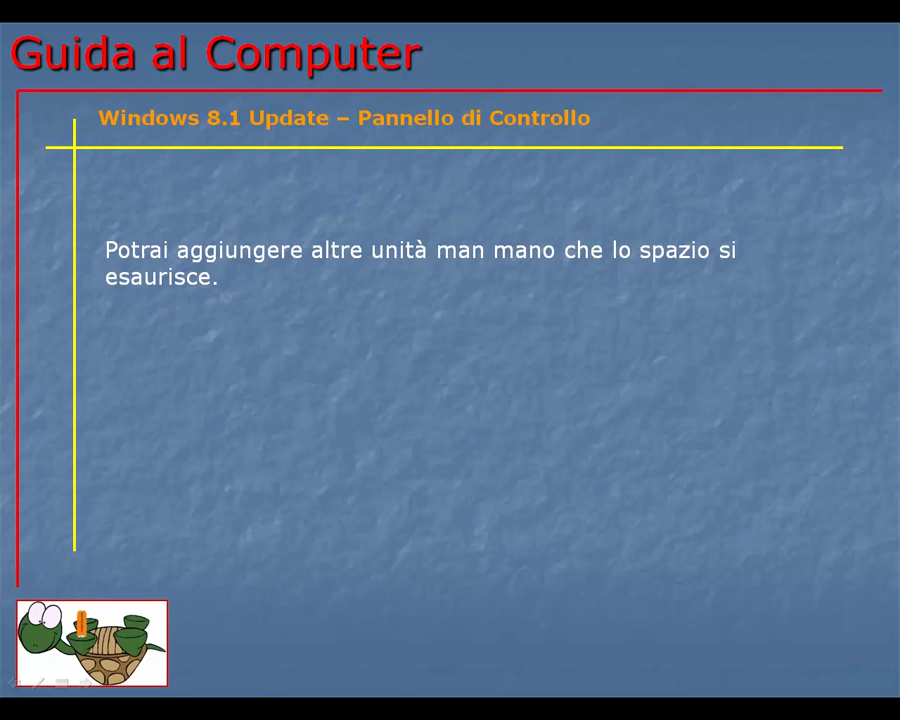 Guida al Computer
Windows 8.1 Update – Pannello di Controllo
Potrai aggiungere altre unità man mano che lo spazio si
esaurisce.